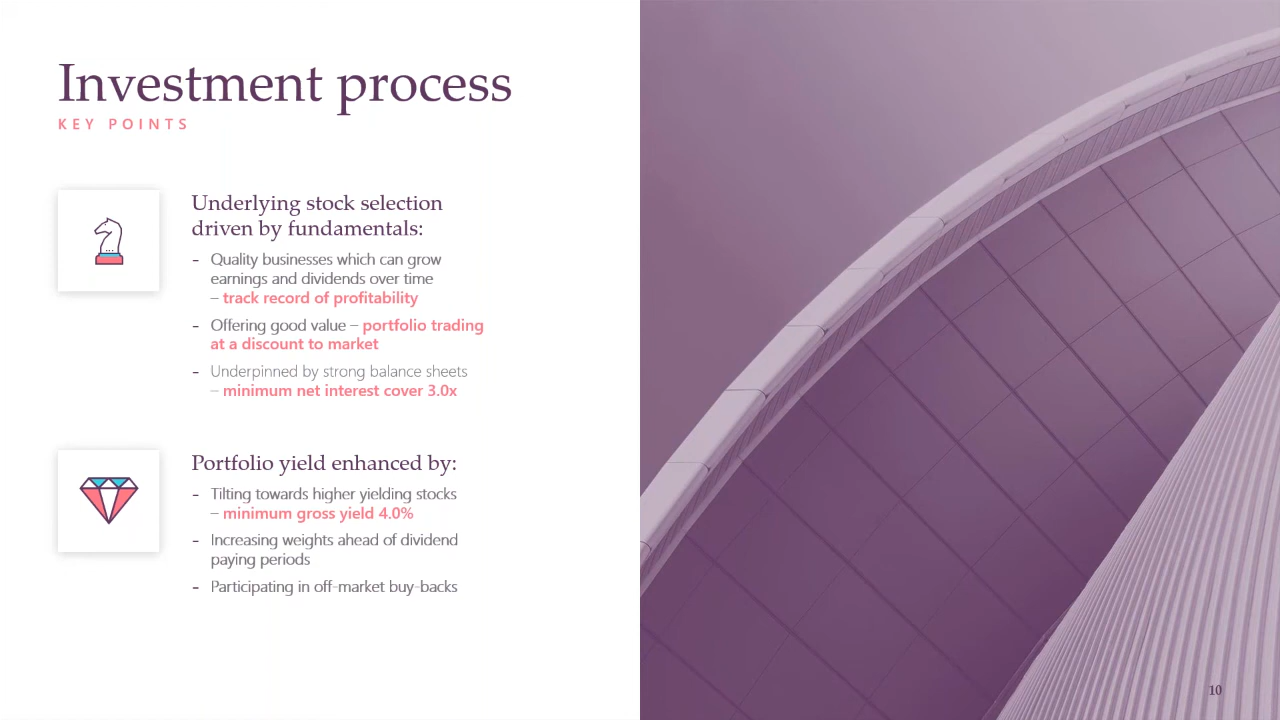 Investment process
KEY POINTS
Underlying stock selection
driven by fundamentals:
- Quality businesses which can grow
earnings and dividends over time
– track record of profitability
- Offering good value – portfolio trading
at a discount to market
- Underpinned by strong balance sheets
– minimum net interest cover 3.0x
Portfolio yield enhanced by:
- Tilting towards higher yielding stocks
– minimum gross yield 4.0%
- Increasing weights ahead of dividend
paying periods
- Participating in off-market buy-backs
10